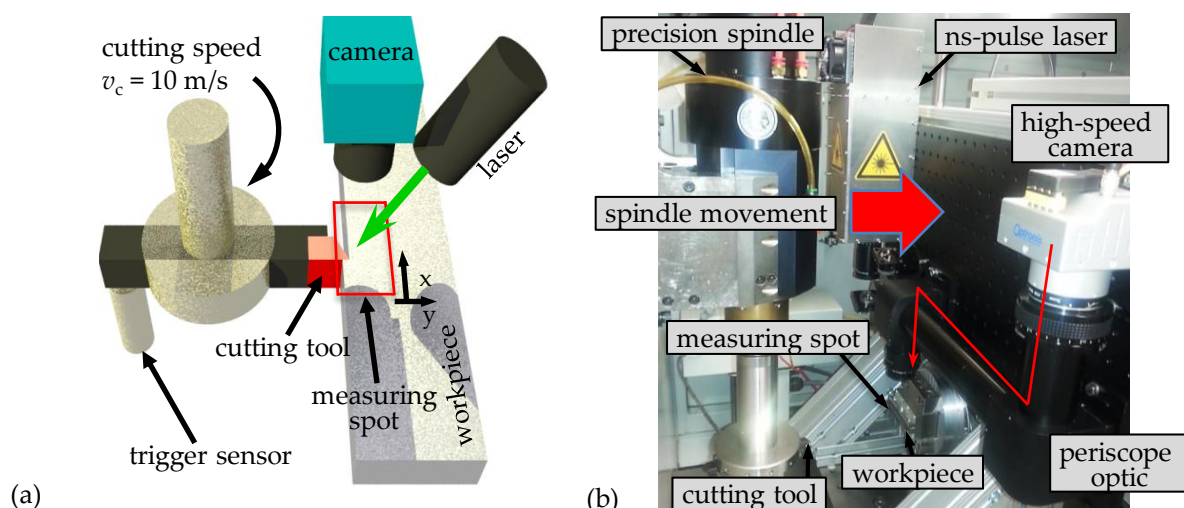 cutting speed
v_c = 10 m/s
camera
laser
x
y
cutting tool
measuring
spot
workpiece
trigger sensor
(a)
precision spindle
ns-pulse laser
high-speed
camera
spindle movement
Optronis
measuring spot
workpiece
cutting tool
periscope
optic
(b)